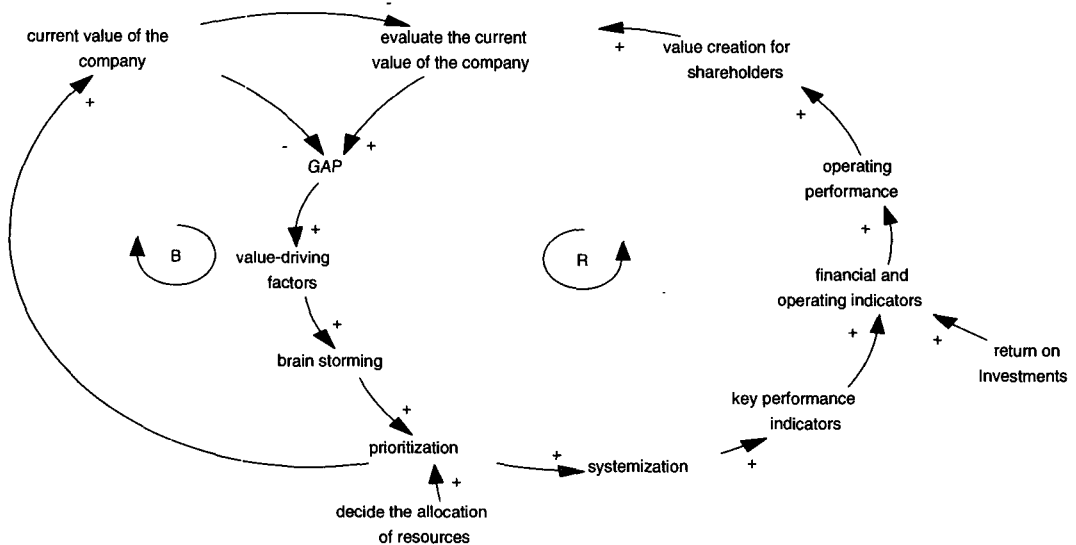 -
current value of the
company
evaluate the current
value of the company
+
value creation for
shareholders
+
-
GAP
+
+
operating
performance
+
value-driving
factors
B
R
+
financial and
operating indicators
-
+
brain storming
+
+
return on
Investments
+
key performance
indicators
+
prioritization
+
systemization
+
+
decide the allocation
of resources